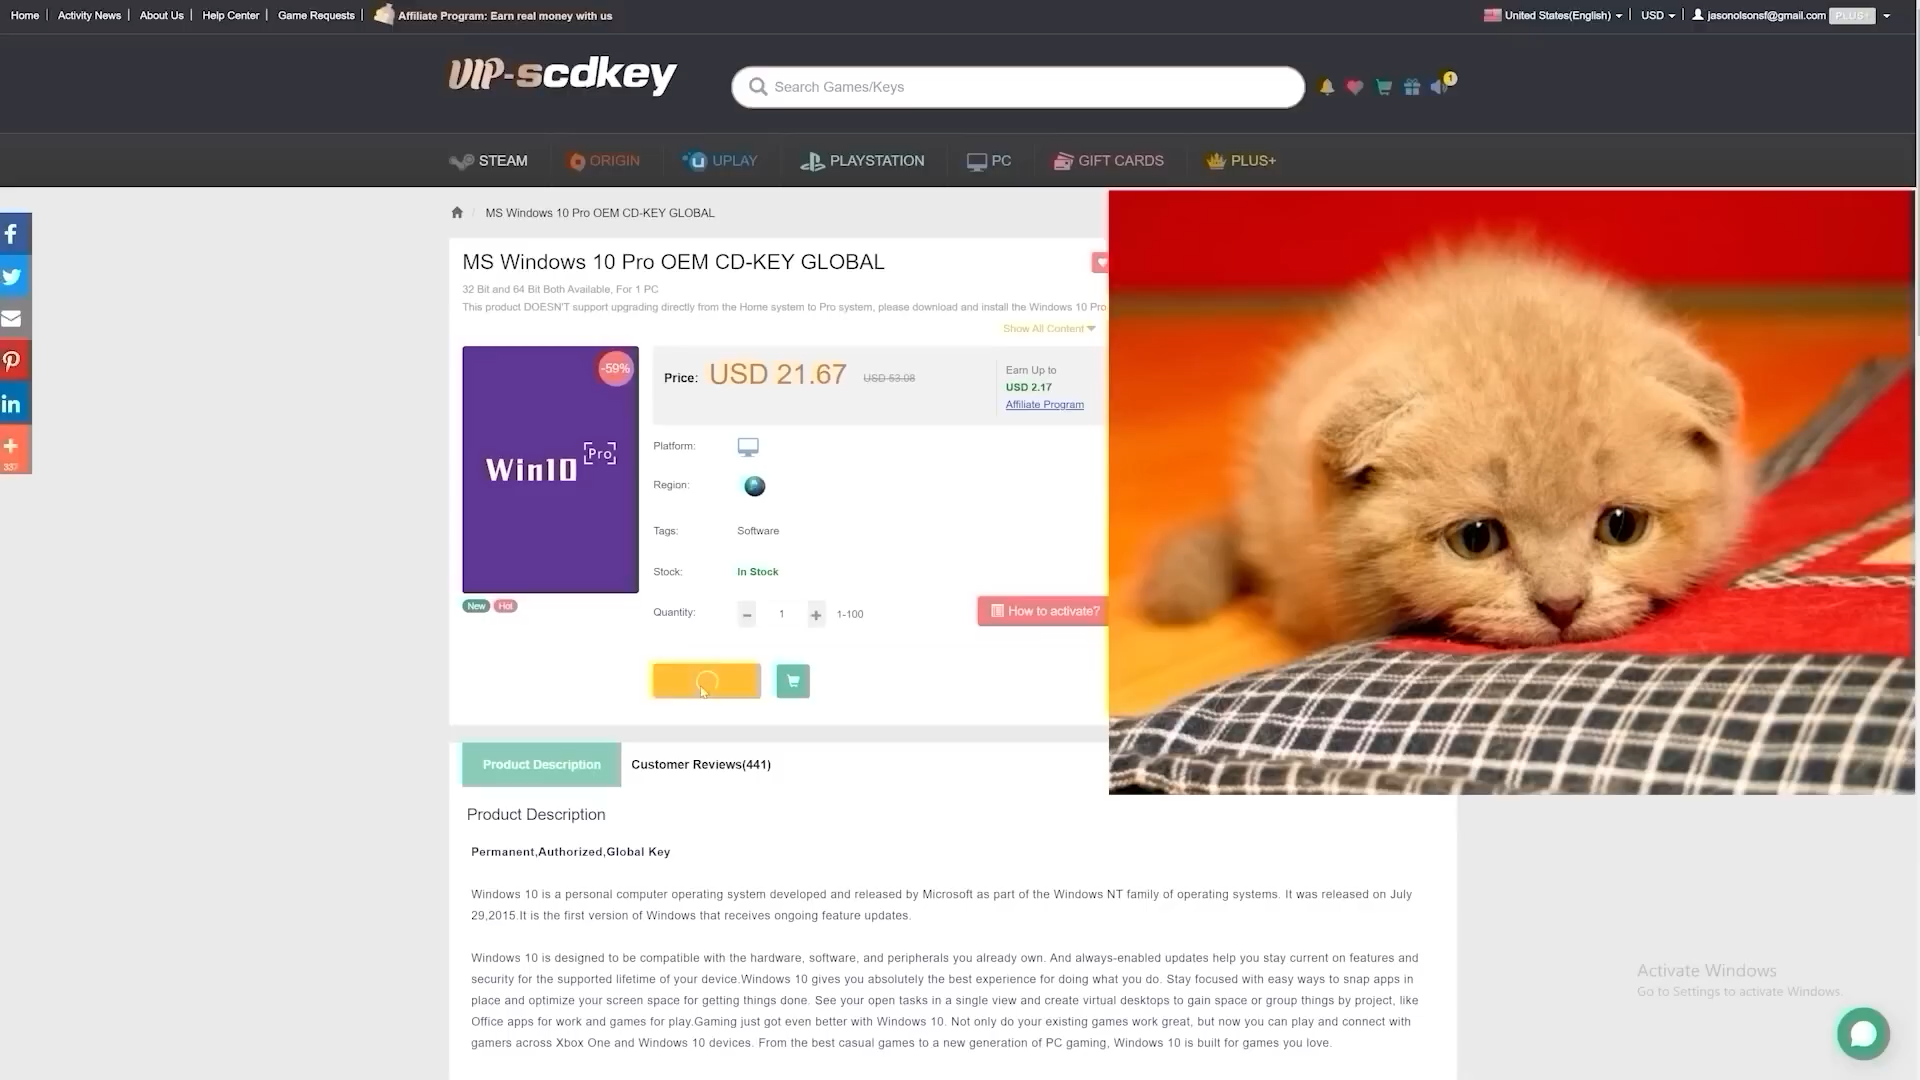 Home
Activity News
About Us
Help Center
Game Requests
Affiliate Program: Earn real money with us
United States(English)
USD
jasonolsonsf@gmail.com
PLUS+
VIP-scdkey
Search Games/Keys
1
STEAM
ORIGIN
UPLAY
PLAYSTATION
PC
GIFT CARDS
PLUS+
MS Windows 10 Pro OEM CD-KEY GLOBAL
MS Windows 10 Pro OEM CD-KEY GLOBAL
32 Bit and 64 Bit Both Available, For 1 PC
This product DOESN'T support upgrading directly from the Home system to Pro system, please download and install the Windows 10 Pro
Show All Content
-59%
Win10 Pro
New
Hot
Price: USD 21.67 USD 53.08
Earn Up to
USD 2.17
Affiliate Program
Platform:
Region:
Tags: Software
Stock: In Stock
Quantity: − 1 + 1-100
How to activate?
337
Product Description
Customer Reviews(441)
Product Description
Permanent,Authorized,Global Key
Windows 10 is a personal computer operating system developed and released by Microsoft as part of the Windows NT family of operating systems. It was released on July
29,2015.It is the first version of Windows that receives ongoing feature updates.
Windows 10 is designed to be compatible with the hardware, software, and peripherals you already own. And always-enabled updates help you stay current on features and
security for the supported lifetime of your device.Windows 10 gives you absolutely the best experience for doing what you do. Stay focused with easy ways to snap apps in
place and optimize your screen space for getting things done. See your open tasks in a single view and create virtual desktops to gain space or group things by project, like
Office apps for work and games for play.Gaming just got even better with Windows 10. Not only do your existing games work great, but now you can play and connect with
gamers across Xbox One and Windows 10 devices. From the best casual games to a new generation of PC gaming, Windows 10 is built for games you love.
Activate Windows
Go to Settings to activate Windows.